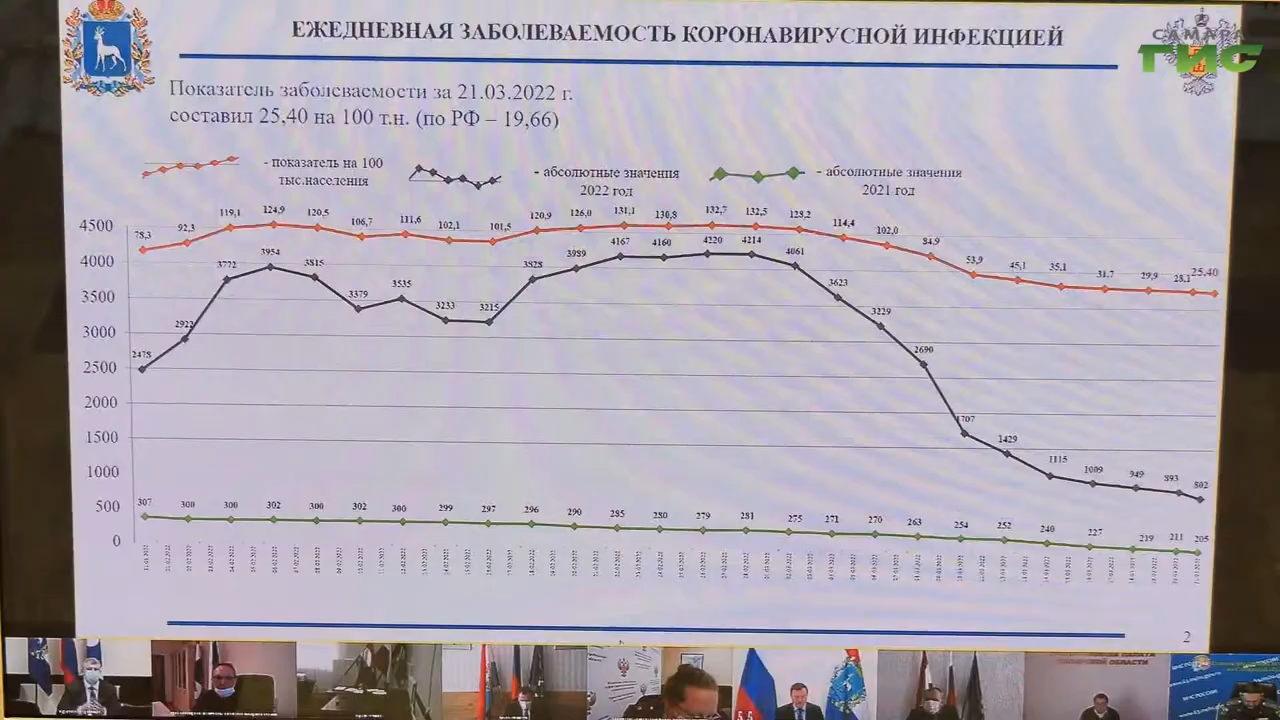 ЕЖЕДНЕВНАЯ ЗАБОЛЕВАЕМОСТЬ КОРОНАВИРУСНОЙ ИНФЕКЦИЕЙ
САМАРА
ГИС
Показатель заболеваемости за 21.03.2022 г.
составил 25,40 на 100 т.н. (по РФ – 19,66)
- показатель на 100
тыс.населения
- абсолютные значения
2022 год
- абсолютные значения
2021 год
78,3 92,3 119,1 124,9 120,5 106,7 111,6 102,1 101,5 120,9 126,0 131,1 130,8 132,7 132,5 128,2 114,4 102,0 84,9 53,9 45,1 35,1 31,7 29,9 28,1 25,40
2478 2922 3772 3954 3815 3379 3535 3233 3215 3828 3989 4167 4160 4220 4214 4061 3623 3229 2690 1707 1429 1115 1009 949 893 802
307 300 300 302 300 302 300 299 297 296 290 285 280 279 281 275 271 270 263 254 252 240 227 219 211 205
4500
4000
3500
3000
2500
2000
1500
1000
500
0
2
МЧС РОССИИ